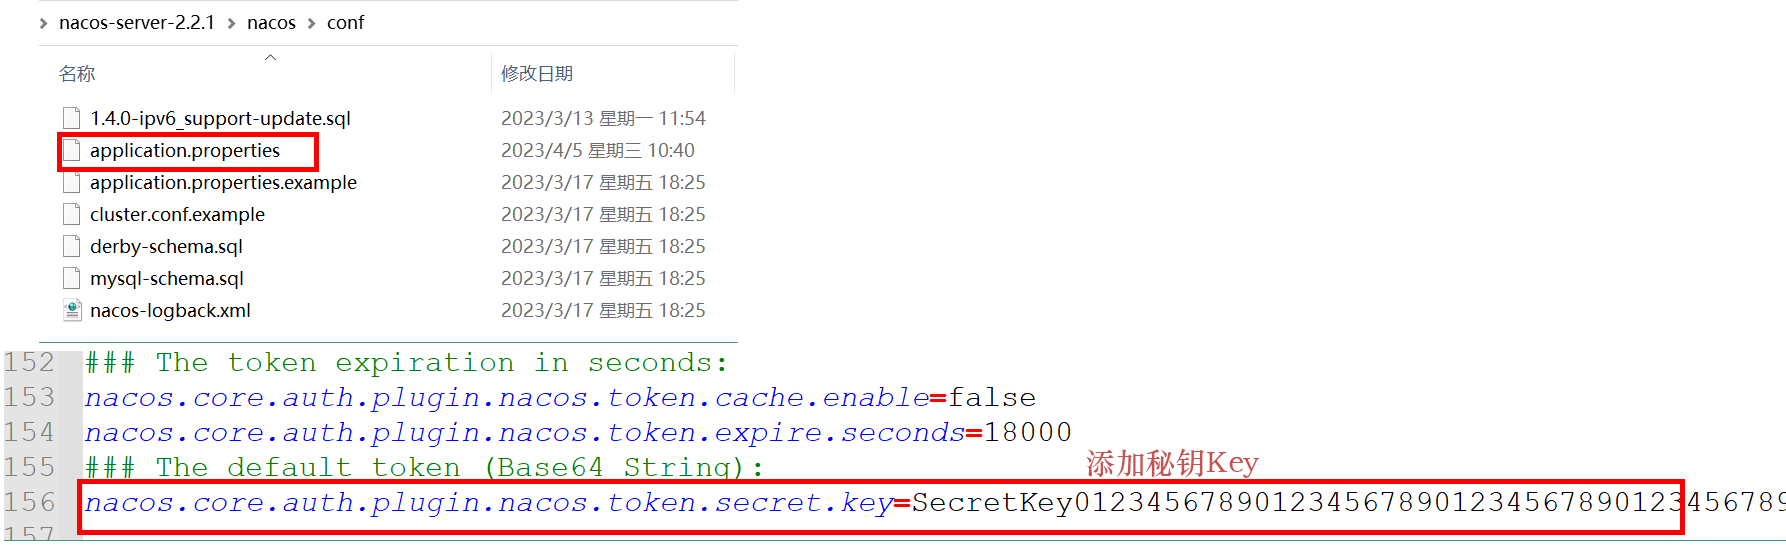 nacos-server-2.2.1 > nacos > conf
名称 修改日期
1.4.0-ipv6_support-update.sql 2023/3/13 星期一 11:54
application.properties 2023/4/5 星期三 10:40
application.properties.example 2023/3/17 星期五 18:25
cluster.conf.example 2023/3/17 星期五 18:25
derby-schema.sql 2023/3/17 星期五 18:25
mysql-schema.sql 2023/3/17 星期五 18:25
nacos-logback.xml 2023/3/17 星期五 18:25
152 ### The token expiration in seconds:
153 nacos.core.auth.plugin.nacos.token.cache.enable=false
154 nacos.core.auth.plugin.nacos.token.expire.seconds=18000
155 ### The default token (Base64 String):
添加秘钥Key
156 nacos.core.auth.plugin.nacos.token.secret.key=SecretKey0123456789012345678901234567890123456789
157